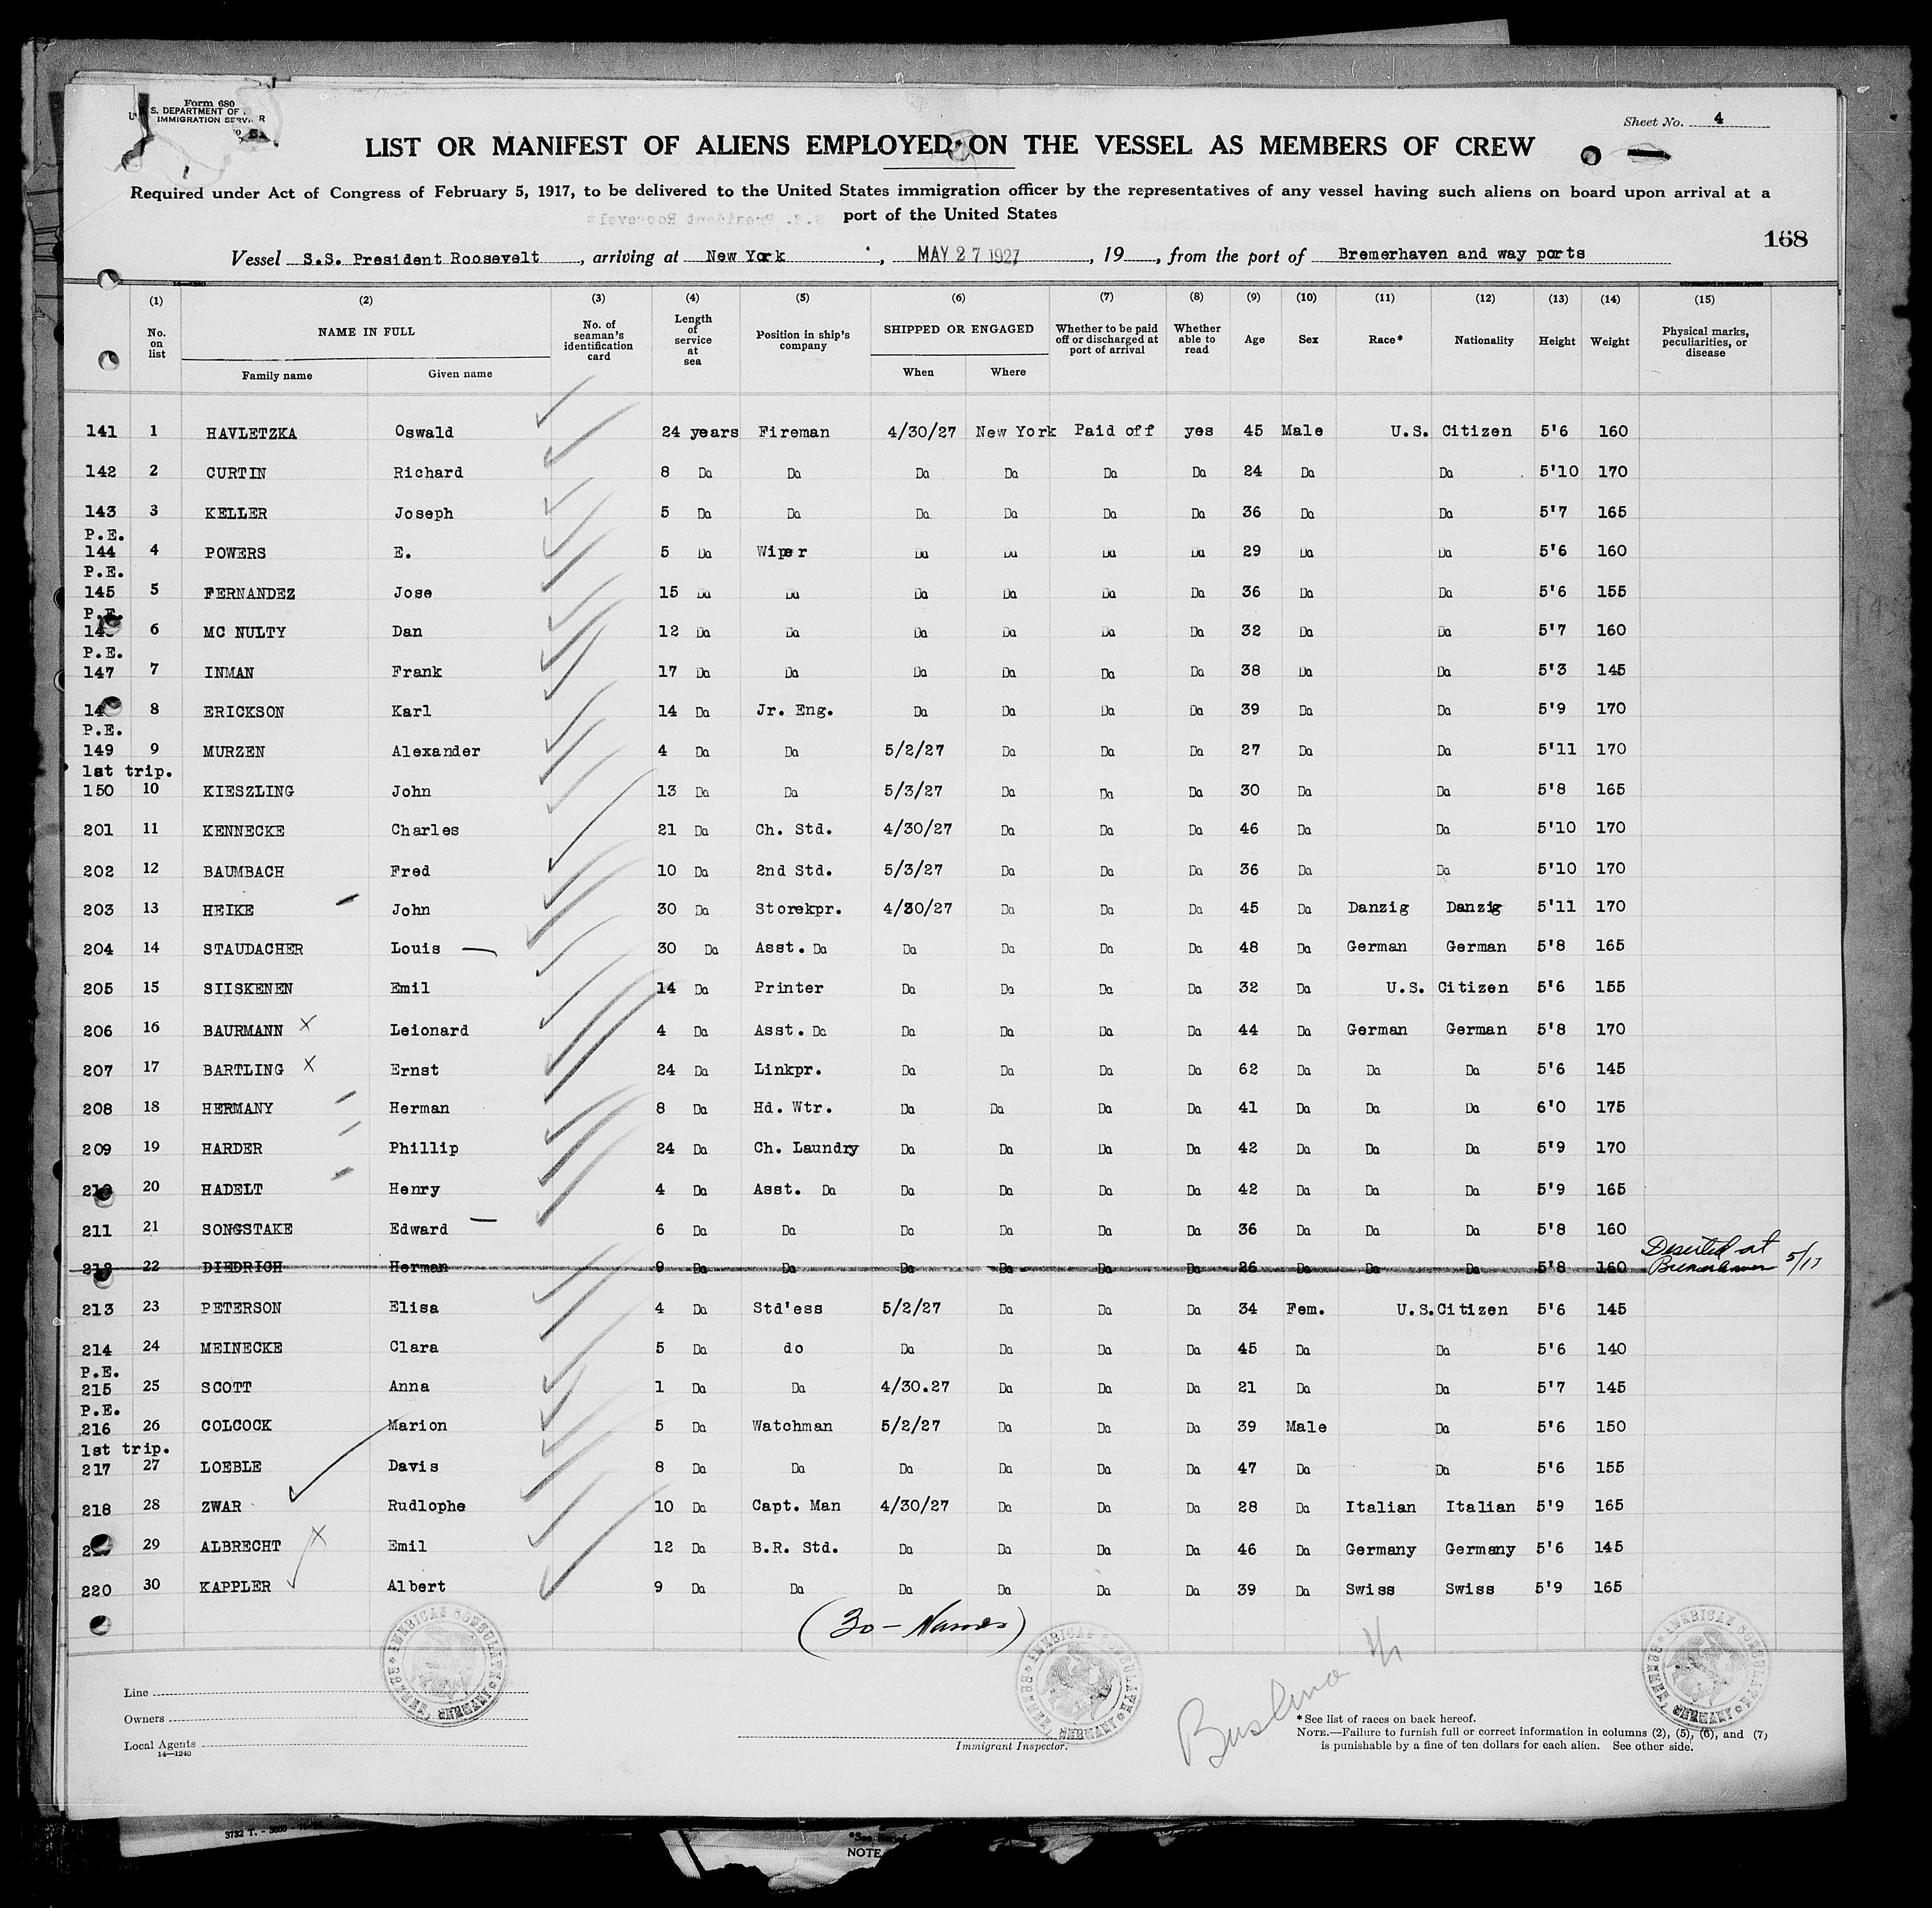 Form 680
S. DEPARTMENT OF
IMMIGRATION SERV
Sheet No. 4
LIST OR MANIFEST OF ALIENS EMPLOYED ON THE VESSEL AS MEMBERS OF CREW
Required under Act of Congress of February 5, 1917, to be delivered to the United States immigration officer by the representatives of any vessel having such aliens on board upon arrival at a
port of the United States
168
Vessel S.S. President Roosevelt, arriving at New York, MAY 27 1927, 19, from the port of Bremerhaven and way ports
14-1240
(1) (2) (3) (4) (5) (6) (7) (8) (9) (10) (11) (12) (13) (14) (15)
No. on list NAME IN FULL No. of seaman's identification card Length of service at sea Position in ship's company SHIPPED OR ENGAGED Whether to be paid off or discharged at port of arrival Whether able to read Age Sex Race* Nationality Height Weight Physical marks, peculiarities, or disease
Family name Given name When Where
141 1 HAVLETZKA Oswald 24 years Fireman 4/30/27 New York Paid off yes 45 Male U.S. Citizen 5'6 160
142 2 CURTIN Richard 8 Do Do Do Do Do Do 24 Do Do 5'10 170
143 3 KELLER Joseph 5 Do Do Do Do Do Do 36 Do Do 5'7 165
P.E.
144 4 POWERS E. 5 Do Wiper Do Do Do Do 29 Do Do 5'6 160
P.E.
145 5 FERNANDEZ Jose 15 Do Do Do Do Do Do 36 Do Do 5'6 155
P.E.
14 6 MC NULTY Dan 12 Do Do Do Do Do Do 32 Do Do 5'7 160
P.E.
147 7 INMAN Frank 17 Do Do Do Do Do Do 38 Do Do 5'3 145
14 8 ERICKSON Karl 14 Do Jr. Eng. Do Do Do Do 39 Do Do 5'9 170
P.E.
149 9 MURZEN Alexander 4 Do Do 5/2/27 Do Do Do 27 Do Do 5'11 170
1st trip.
150 10 KIESZLING John 13 Do Do 5/3/27 Do Do Do 30 Do Do 5'8 165
201 11 KENNECKE Charles 21 Do Ch. Std. 4/30/27 Do Do Do 46 Do Do 5'10 170
202 12 BAUMBACH Fred 10 Do 2nd Std. 5/3/27 Do Do Do 36 Do Do 5'10 170
203 13 HEIKE John 30 Do Storekpr. 4/30/27 Do Do Do 45 Do Danzig Danzig 5'11 170
204 14 STAUDACHER Louis 30 Do Asst. Do Do Do Do Do 48 Do German German 5'8 165
205 15 SIISKENEN Emil 14 Do Printer Do Do Do Do 32 Do U.S. Citizen 5'6 155
206 16 BAURMANN X Leionard 4 Do Asst. Do Do Do Do Do 44 Do German German 5'8 170
207 17 BARTLING X Ernst 24 Do Linkpr. Do Do Do Do 62 Do Do Do 5'6 145
208 18 HERMANY Herman 8 Do Hd. Wtr. Do Do Do Do 41 Do Do Do 6'0 175
209 19 HARDER Phillip 24 Do Ch. Laundry Do Do Do Do 42 Do Do Do 5'9 170
21 20 HADELT Henry 4 Do Asst. Do Do Do Do Do 42 Do Do Do 5'9 165
211 21 SONGSTAKE Edward 6 Do Do Do Do Do Do 36 Do Do Do 5'8 160
212 22 DIEDRICH Herman 9 Do Do Do Do Do Do 26 Do Do Do 5'8 160 Deserted at Bremerhaven 5/17
213 23 PETERSON Elisa 4 Do Std'ess 5/2/27 Do Do Do 34 Fem. U.S. Citizen 5'6 145
214 24 MEINECKE Clara 5 Do do Do Do Do Do 45 Do Do 5'6 140
P.E.
215 25 SCOTT Anna 1 Do Do 4/30.27 Do Do Do 21 Do Do 5'7 145
P.E.
216 26 COLCOCK Marion 5 Do Watchman 5/2/27 Do Do Do 39 Male Do 5'6 150
1st trip.
217 27 LOEBLE Davis 8 Do Do Do Do Do Do 47 Do Do 5'6 155
218 28 ZWAR Rudlophe 10 Do Capt. Man 4/30/27 Do Do Do 28 Do Italian Italian 5'9 165
29 ALBRECHT X Emil 12 Do B.R. Std. Do Do Do Do 46 Do Germany Germany 5'6 145
220 30 KAPPLER Albert 9 Do Do Do Do Do Do 39 Do Swiss Swiss 5'9 165
(30 - Names)
AMERICAN CONSULATE
AMERICAN CONSULATE
AMERICAN CONSULATE
Line
Owners
Local Agents
14-1240
Immigrant Inspector.
*See list of races on back hereof.
NOTE.—Failure to furnish full or correct information in columns (2), (5), (6), and (7)
is punishable by a fine of ten dollars for each alien. See other side.
NOTE